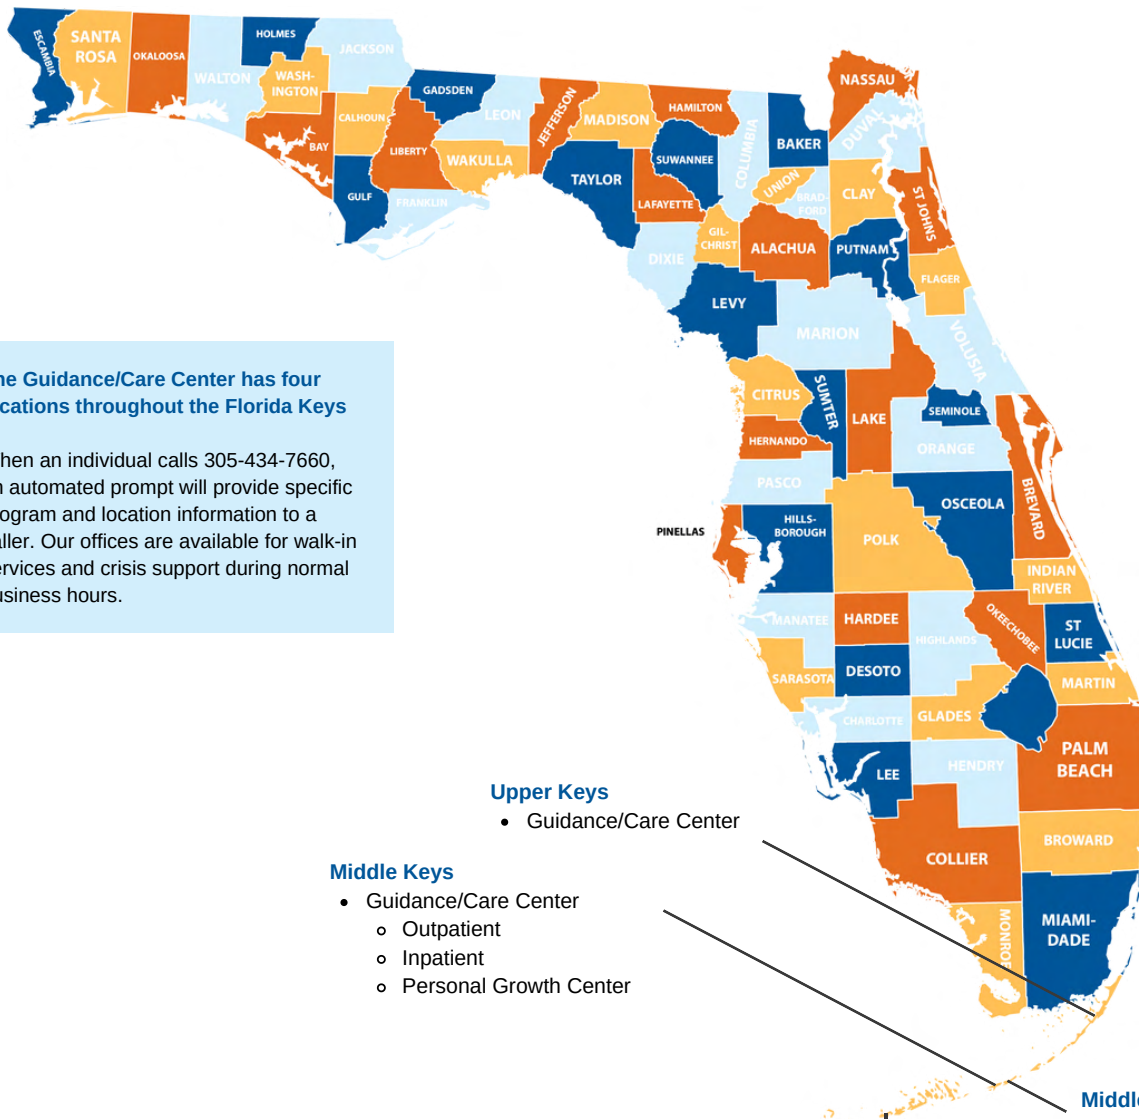 ESCAMBIA
SANTA
ROSA
OKALOOSA
WALTON
HOLMES
WASH-
INGTON
JACKSON
BAY
CALHOUN
GULF
GADSDEN
LIBERTY
FRANKLIN
LEON
WAKULLA
JEFFERSON
MADISON
TAYLOR
HAMILTON
SUWANNEE
LAFAYETTE
DIXIE
COLUMBIA
GIL-
CHRIST
BAKER
UNION
BRAD-
FORD
ALACHUA
LEVY
NASSAU
DUVAL
CLAY
ST JOHNS
PUTNAM
FLAGER
MARION
VOLUSIA
CITRUS
SUMTER
LAKE
SEMINOLE
HERNANDO
ORANGE
PASCO
BREVARD
PINELLAS
HILLS-
BOROUGH
POLK
OSCEOLA
INDIAN
RIVER
MANATEE
HARDEE
HIGHLANDS
OKEECHOBEE
ST
LUCIE
SARASOTA
DESOTO
MARTIN
CHARLOTTE
GLADES
LEE
HENDRY
PALM
BEACH
COLLIER
BROWARD
MONROE
MIAMI-
DADE
he Guidance/Care Center has four
cations throughout the Florida Keys
hen an individual calls 305-434-7660,
n automated prompt will provide specific
ogram and location information to a
aller. Our offices are available for walk-in
ervices and crisis support during normal
usiness hours.
Upper Keys
• Guidance/Care Center
Middle Keys
• Guidance/Care Center
○ Outpatient
○ Inpatient
○ Personal Growth Center
Middle